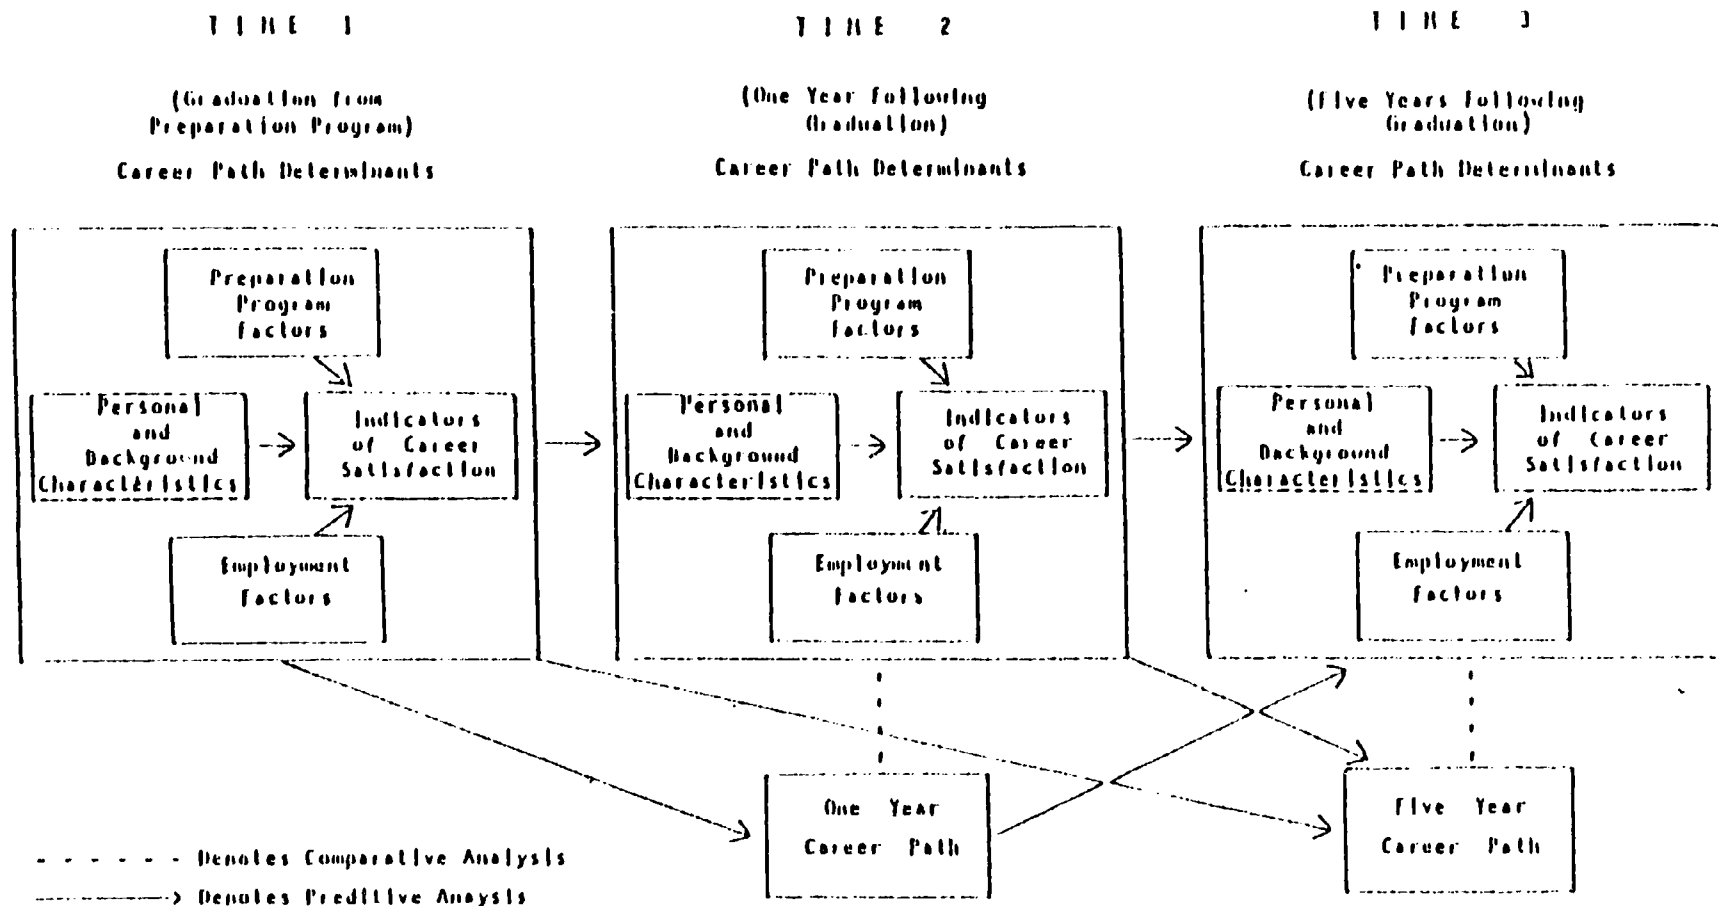 TIME 1
(Graduation from
Preparation Program)
Career Path Determinants
Preparation
Program
Factors
Personal
and
Background
Characteristics
Indicators
of Career
Satisfaction
Employment
Factors
TIME 2
(One Year Following
Graduation)
Career Path Determinants
Preparation
Program
Factors
Personal
and
Background
Characteristics
Indicators
of Career
Satisfaction
Employment
Factors
TIME 3
(Five Years Following
Graduation)
Career Path Determinants
Preparation
Program
Factors
Personal
and
Background
Characteristics
Indicators
of Career
Satisfaction
Employment
Factors
One Year
Career Path
Five Year
Career Path
Denotes Comparative Analysis
Denotes Preditive Anaysis